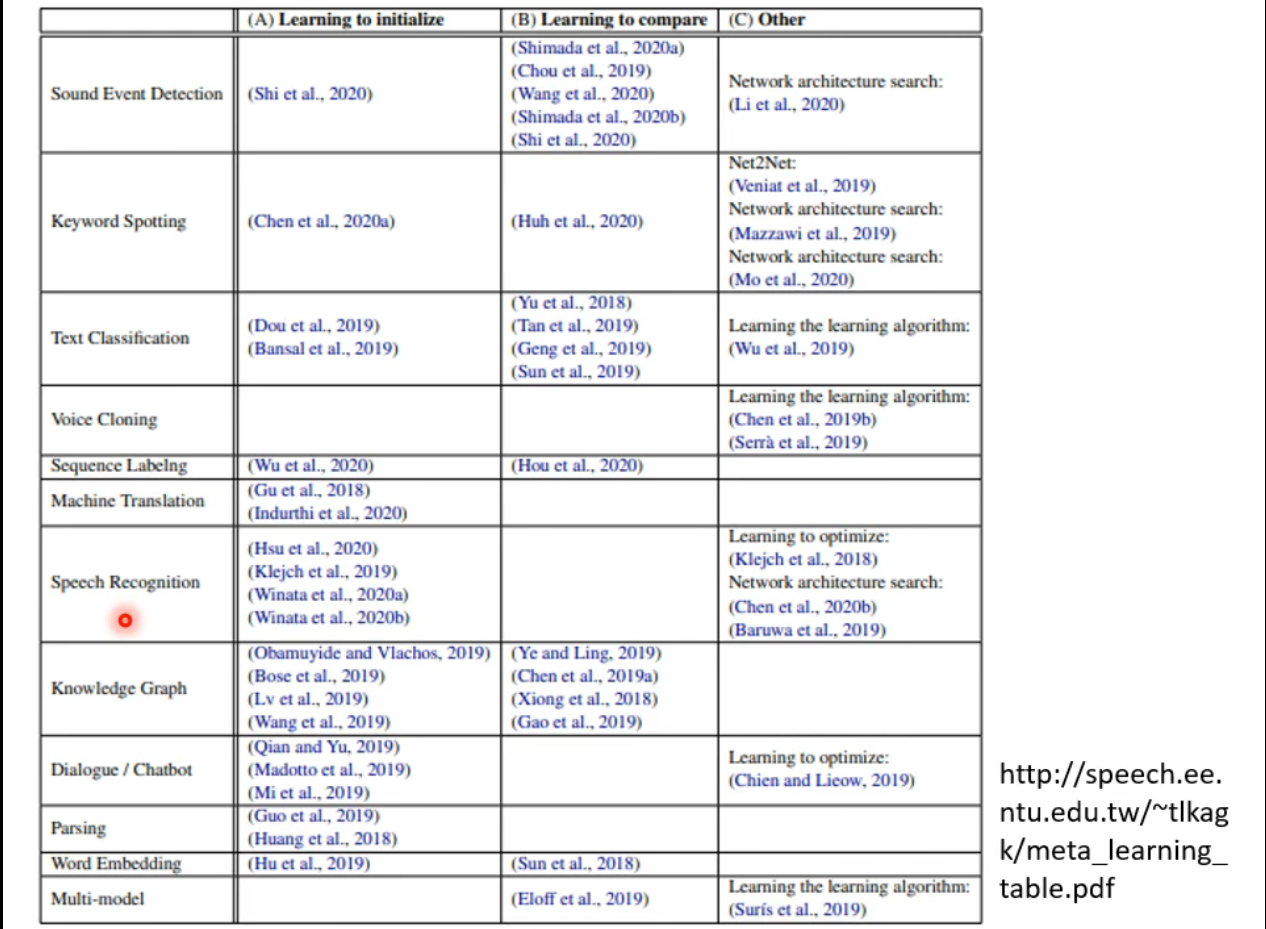 (A) Learning to initialize (B) Learning to compare (C) Other
Sound Event Detection
(Shi et al., 2020)
(Shimada et al., 2020a)
(Chou et al., 2019)
(Wang et al., 2020)
(Shimada et al., 2020b)
(Shi et al., 2020)
Network architecture search:
(Li et al., 2020)
Keyword Spotting
(Chen et al., 2020a)
(Huh et al., 2020)
Net2Net:
(Veniat et al., 2019)
Network architecture search:
(Mazzawi et al., 2019)
Network architecture search:
(Mo et al., 2020)
Text Classification
(Dou et al., 2019)
(Bansal et al., 2019)
(Yu et al., 2018)
(Tan et al., 2019)
(Geng et al., 2019)
(Sun et al., 2019)
Learning the learning algorithm:
(Wu et al., 2019)
Voice Cloning
Learning the learning algorithm:
(Chen et al., 2019b)
(Serrà et al., 2019)
Sequence Labelng
(Wu et al., 2020)
(Hou et al., 2020)
Machine Translation
(Gu et al., 2018)
(Indurthi et al., 2020)
Speech Recognition
(Hsu et al., 2020)
(Klejch et al., 2019)
(Winata et al., 2020a)
(Winata et al., 2020b)
Learning to optimize:
(Klejch et al., 2018)
Network architecture search:
(Chen et al., 2020b)
(Baruwa et al., 2019)
Knowledge Graph
(Obamuyide and Vlachos, 2019)
(Bose et al., 2019)
(Lv et al., 2019)
(Wang et al., 2019)
(Ye and Ling, 2019)
(Chen et al., 2019a)
(Xiong et al., 2018)
(Gao et al., 2019)
Dialogue / Chatbot
(Qian and Yu, 2019)
(Madotto et al., 2019)
(Mi et al., 2019)
Learning to optimize:
(Chien and Lieow, 2019)
Parsing
(Guo et al., 2019)
(Huang et al., 2018)
Word Embedding
(Hu et al., 2019)
(Sun et al., 2018)
Multi-model
(Eloff et al., 2019)
Learning the learning algorithm:
(Surís et al., 2019)
http://speech.ee.
ntu.edu.tw/~tlkag
k/meta_learning_
table.pdf